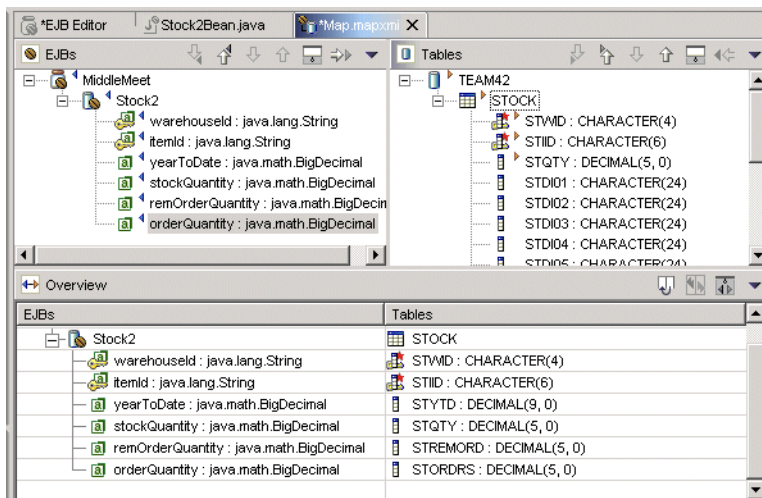 *EJB Editor Stock2Bean.java *Map.mapxmi
EJBs
MiddleMeet
Stock2
warehouseId : java.lang.String
itemId : java.lang.String
yearToDate : java.math.BigDecimal
stockQuantity : java.math.BigDecimal
remOrderQuantity : java.math.BigDecim
orderQuantity : java.math.BigDecimal
Tables
TEAM42
STOCK
STWID : CHARACTER(4)
STIID : CHARACTER(6)
STQTY : DECIMAL(5, 0)
STDI01 : CHARACTER(24)
STDI02 : CHARACTER(24)
STDI03 : CHARACTER(24)
STDI04 : CHARACTER(24)
STDI05 : CHARACTER(24)
Overview
EJBs Tables
Stock2 STOCK
warehouseId : java.lang.String STWID : CHARACTER(4)
itemId : java.lang.String STIID : CHARACTER(6)
yearToDate : java.math.BigDecimal STYTD : DECIMAL(9, 0)
stockQuantity : java.math.BigDecimal STQTY : DECIMAL(5, 0)
remOrderQuantity : java.math.BigDecimal STREMORD : DECIMAL(5, 0)
orderQuantity : java.math.BigDecimal STORDRS : DECIMAL(5, 0)